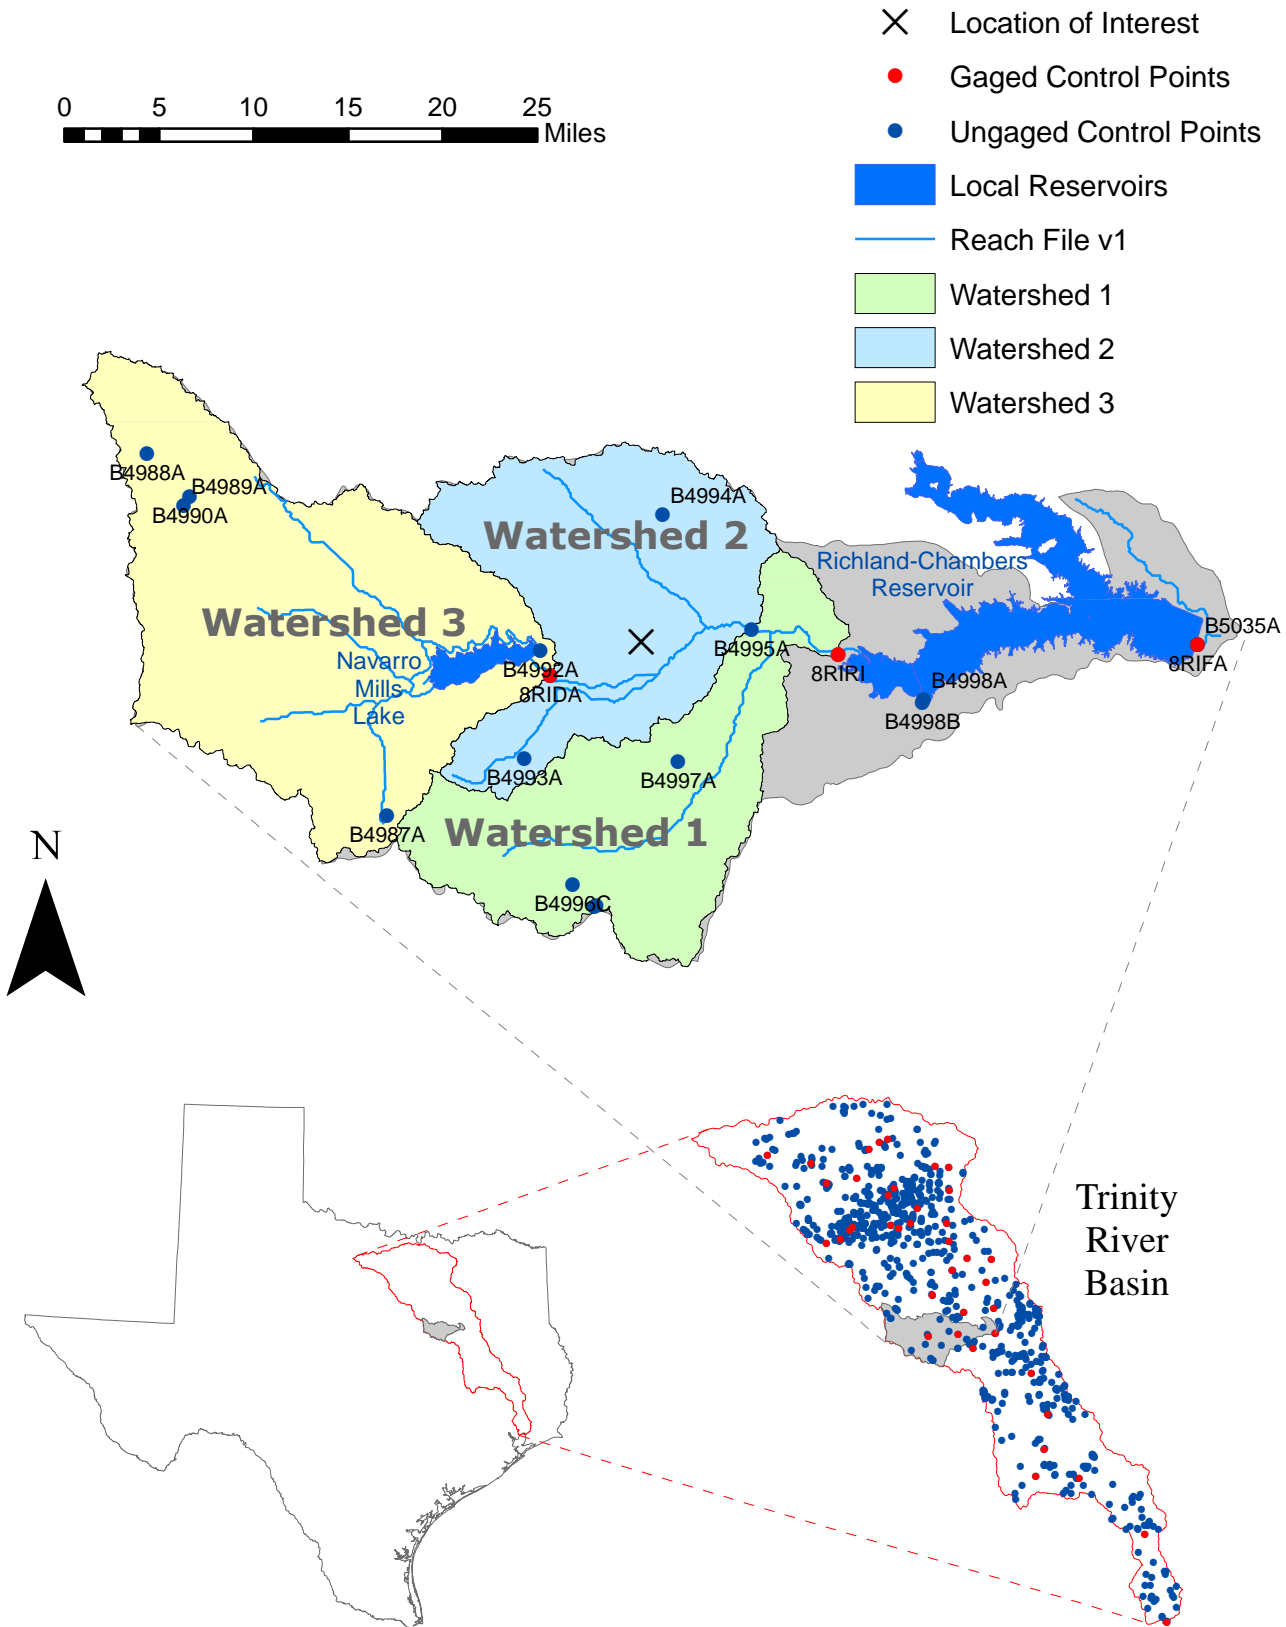 Location of Interest
Gaged Control Points
0 5 10 15 20 25
Miles
Ungaged Control Points
Local Reservoirs
Reach File v1
Watershed 1
Watershed 2
Watershed 3
B4988A
B4989A
B4990A
B4994A
Watershed 2
Richland-Chambers
Reservoir
Watershed 3
B5035A
B4995A
Navarro
Mills
Lake
B4992A
8RIDA
8RIRI
8RIFA
B4998A
B4998B
B4993A
B4997A
B4987A
Watershed 1
N
B4996C
Trinity
River
Basin